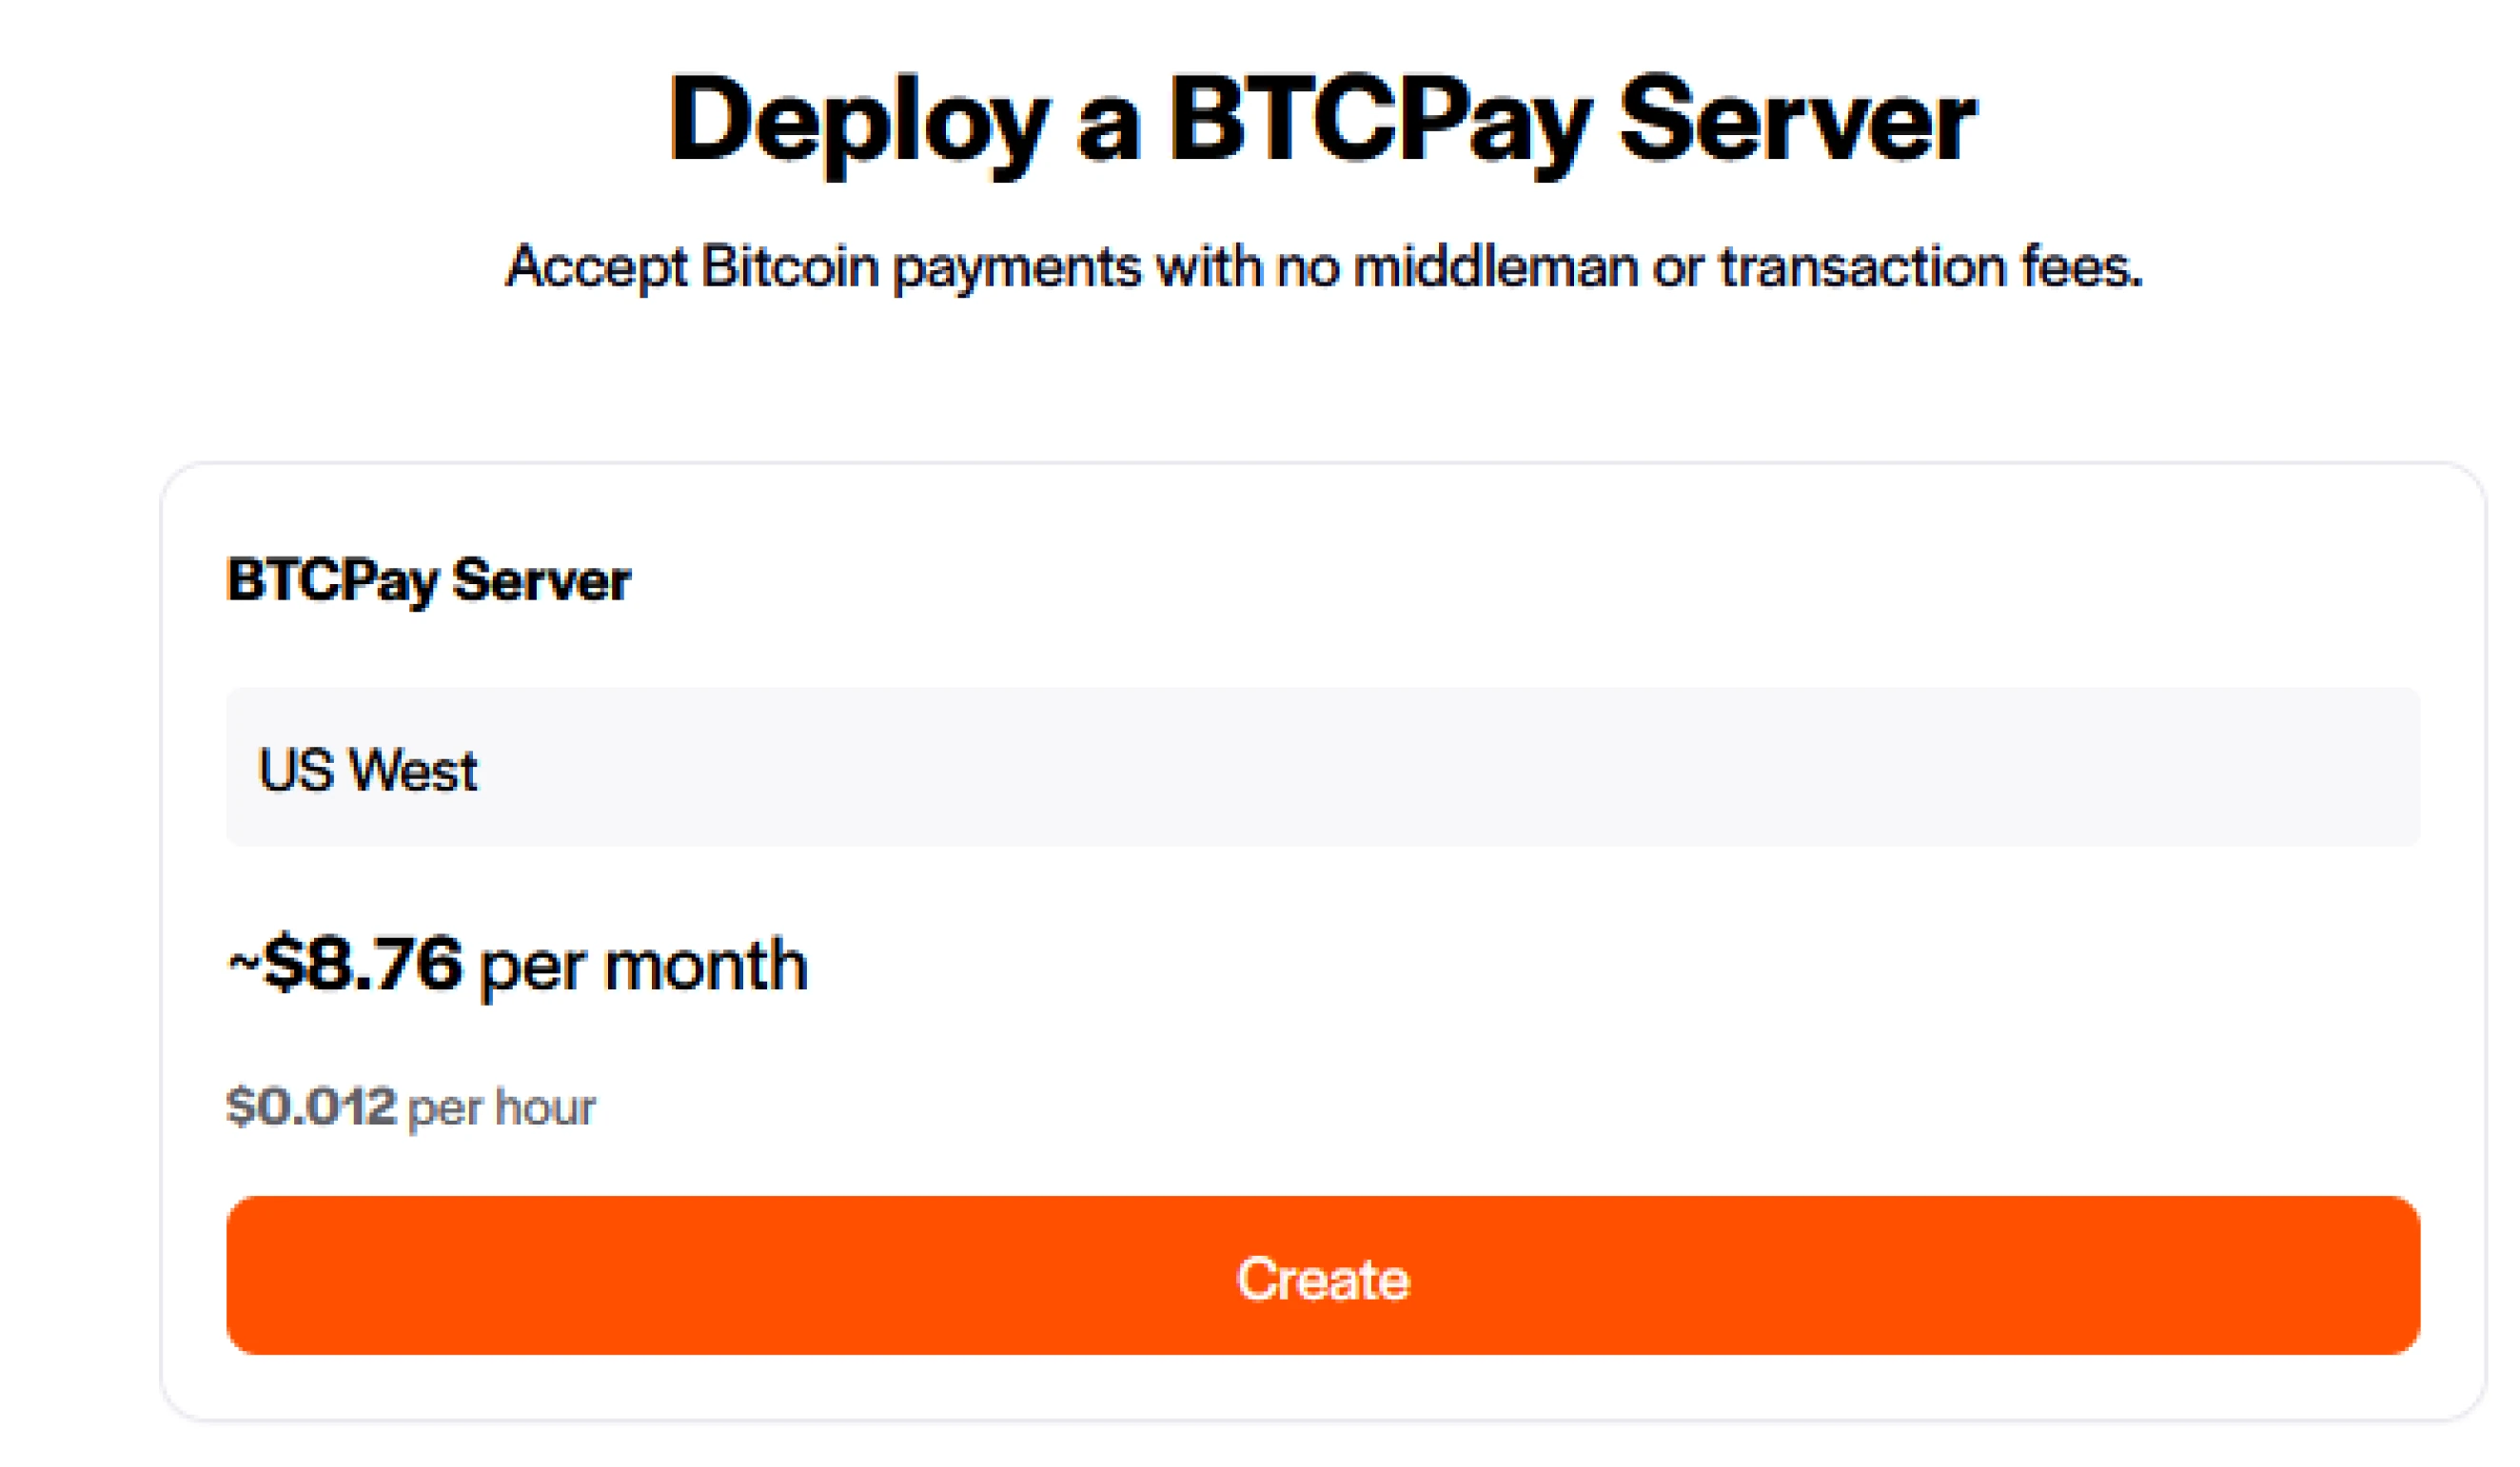 Deploy a BTCPay Server
Accept Bitcoin payments with no middleman or transaction fees.
BTCPay Server
US West
~$8.76 per month
$0.012 per hour
Create